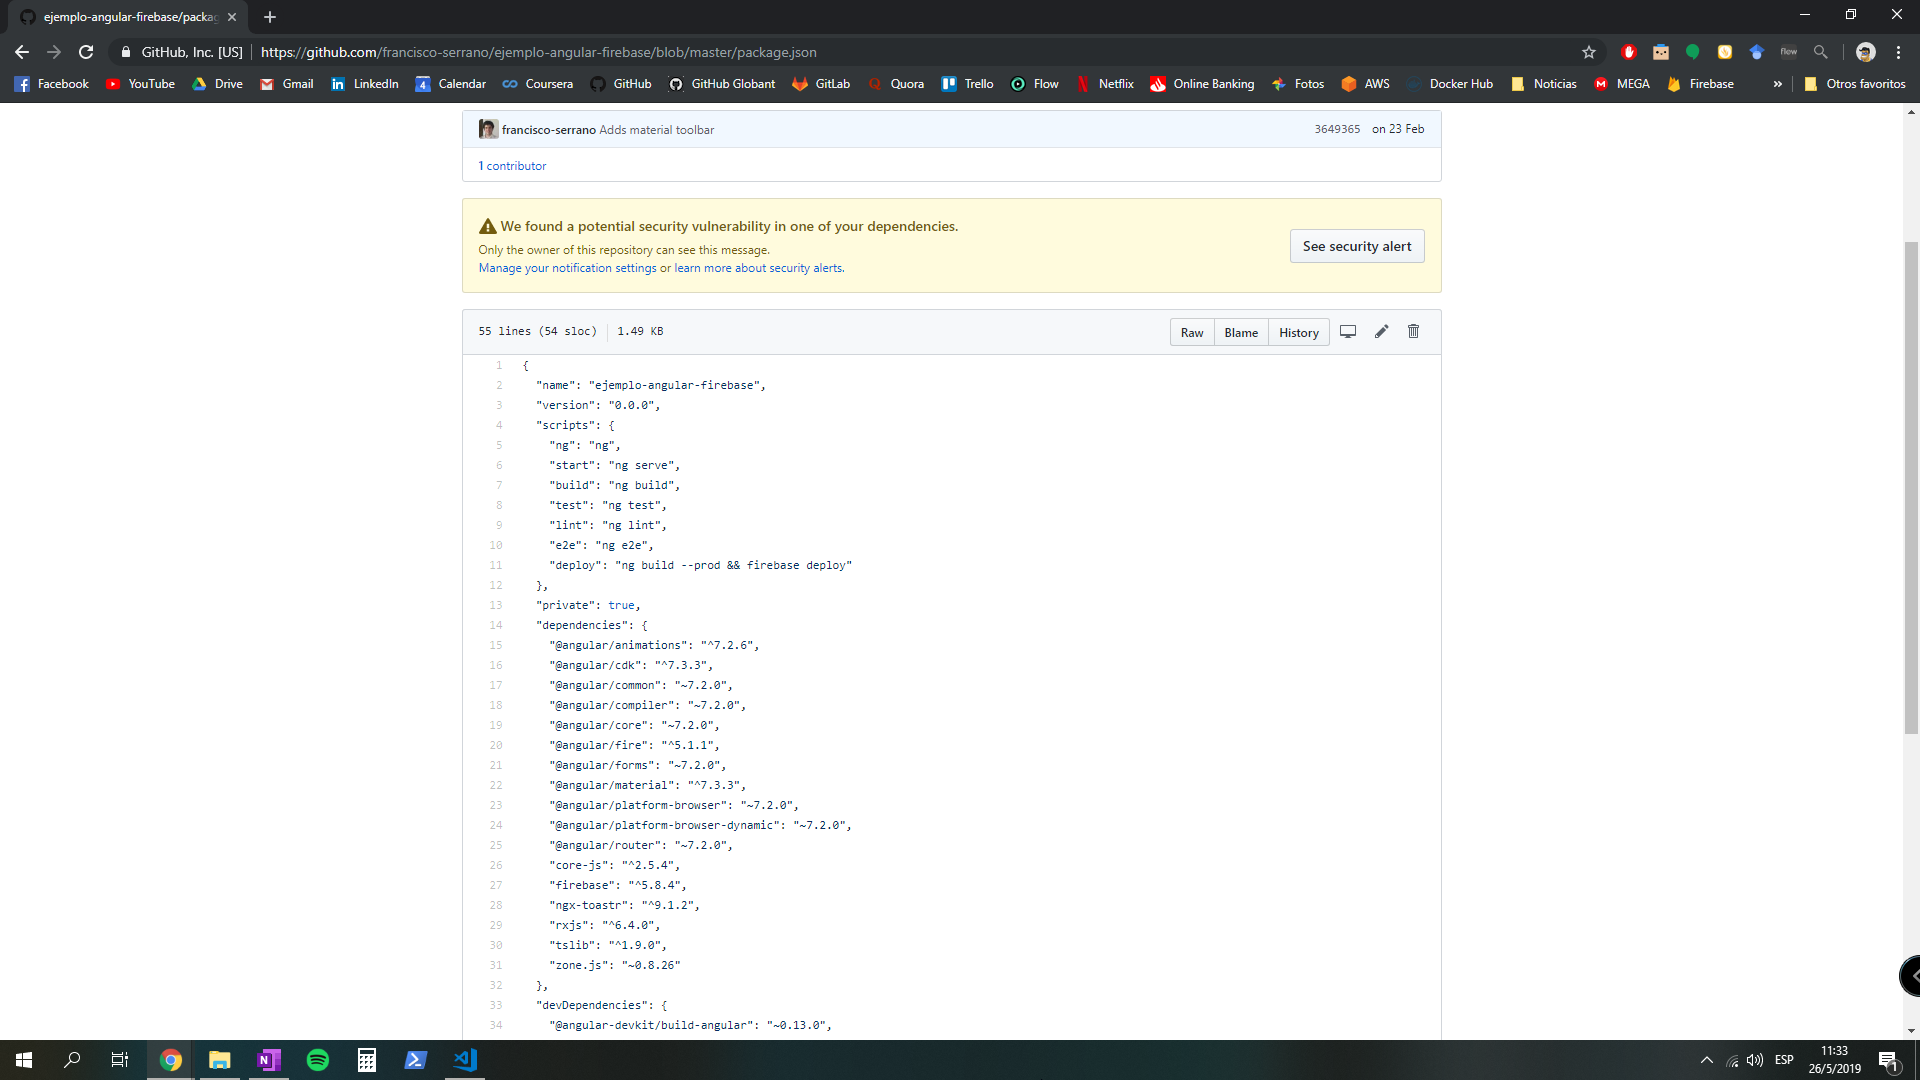 ejemplo-angular-firebase/packag
GitHub, Inc. [US] https://github.com/francisco-serrano/ejemplo-angular-firebase/blob/master/package.json
flew
Facebook YouTube Drive Gmail LinkedIn 4 Calendar Coursera GitHub GitHub Globant GitLab Quora Trello Flow Netflix Online Banking Fotos AWS Docker Hub Noticias MEGA Firebase » Otros favoritos
francisco-serrano Adds material toolbar 3649365 on 23 Feb
1 contributor
We found a potential security vulnerability in one of your dependencies.
Only the owner of this repository can see this message.
Manage your notification settings or learn more about security alerts.
See security alert
55 lines (54 sloc) 1.49 KB Raw Blame History
1 {
2 "name": "ejemplo-angular-firebase",
3 "version": "0.0.0",
4 "scripts": {
5 "ng": "ng",
6 "start": "ng serve",
7 "build": "ng build",
8 "test": "ng test",
9 "lint": "ng lint",
10 "e2e": "ng e2e",
11 "deploy": "ng build --prod && firebase deploy"
12 },
13 "private": true,
14 "dependencies": {
15 "@angular/animations": "^7.2.6",
16 "@angular/cdk": "^7.3.3",
17 "@angular/common": "~7.2.0",
18 "@angular/compiler": "~7.2.0",
19 "@angular/core": "~7.2.0",
20 "@angular/fire": "^5.1.1",
21 "@angular/forms": "~7.2.0",
22 "@angular/material": "^7.3.3",
23 "@angular/platform-browser": "~7.2.0",
24 "@angular/platform-browser-dynamic": "~7.2.0",
25 "@angular/router": "~7.2.0",
26 "core-js": "^2.5.4",
27 "firebase": "^5.8.4",
28 "ngx-toastr": "^9.1.2",
29 "rxjs": "^6.4.0",
30 "tslib": "^1.9.0",
31 "zone.js": "~0.8.26"
32 },
33 "devDependencies": {
34 "@angular-devkit/build-angular": "~0.13.0",
ESP 11:33
26/5/2019
1